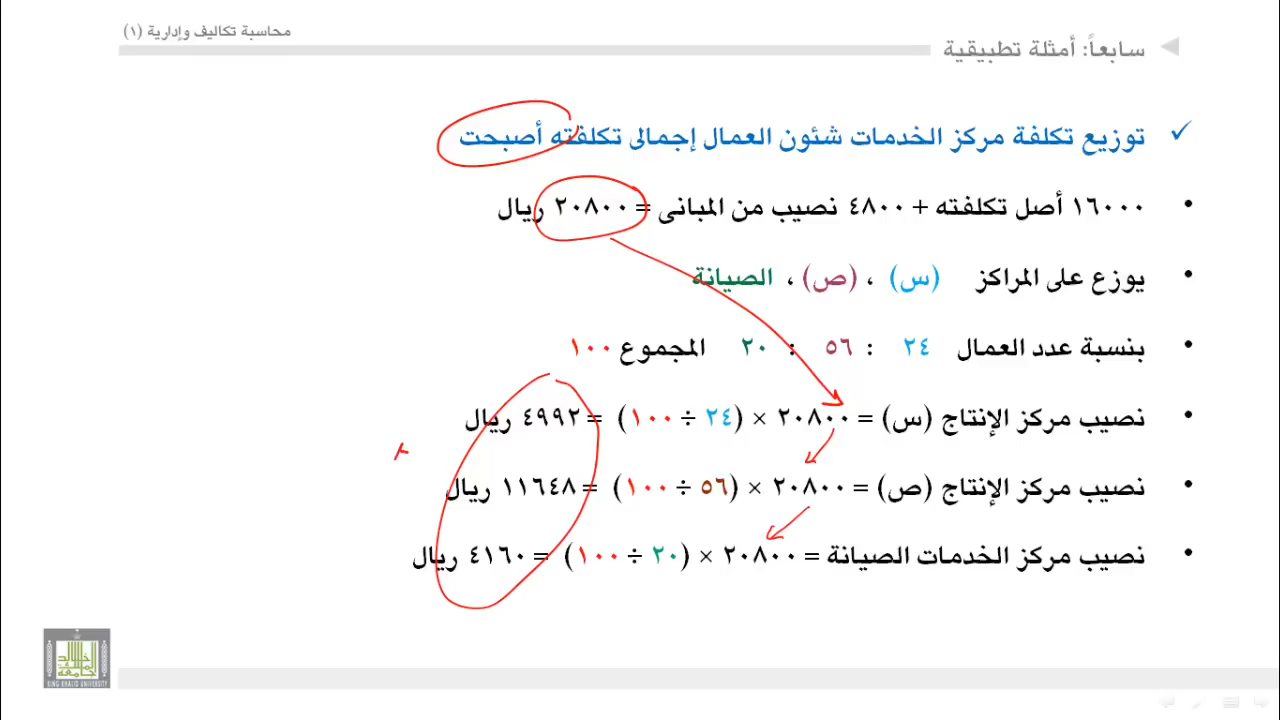 محاسبة تكاليف وإدارية (١)
سابعاً: أمثلة تطبيقية
✓ توزيع تكلفة مركز الخدمات شئون العمال إجمالى تكلفته أصبحت
• ١٦٠٠٠ أصل تكلفته + ٤٨٠٠ نصيب من المبانى = ٢٠٨٠٠ ريال
• يوزع على المراكز (س) ، (ص) ، الصيانة
• بنسبة عدد العمال ٢٤ : ٥٦ : ٢٠ المجموع ١٠٠
• نصيب مركز الإنتاج (س) = ٢٠٨٠٠ × (٢٤ ÷ ١٠٠) = ٤٩٩٢ ريال
• نصيب مركز الإنتاج (ص) = ٢٠٨٠٠ × (٥٦ ÷ ١٠٠) = ١١٦٤٨ ريال
• نصيب مركز الخدمات الصيانة = ٢٠٨٠٠ × (٢٠ ÷ ١٠٠) = ٤١٦٠ ريال
KING KHALID UNIVERSITY